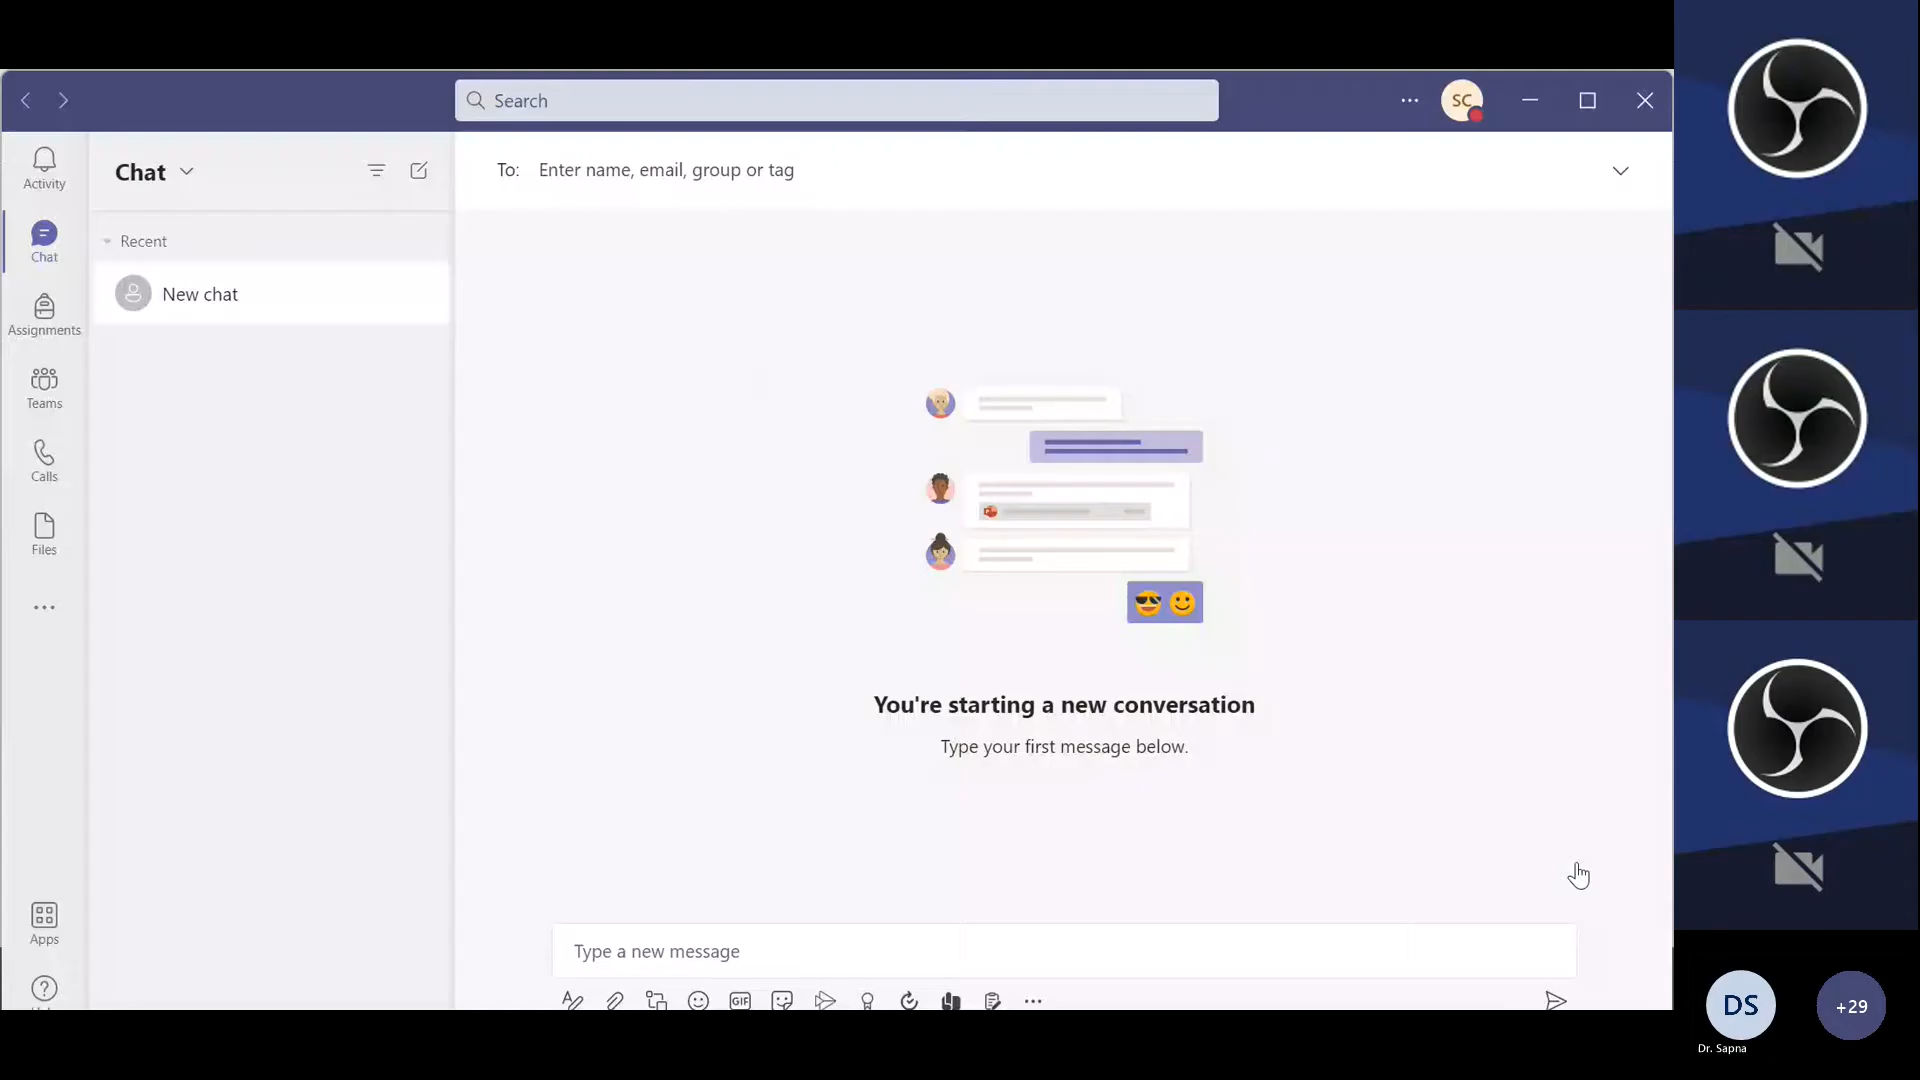 Search
SC
Activity
Chat
Assignments
Teams
Calls
Files
Apps
Chat
Recent
New chat
To: Enter name, email, group or tag
You're starting a new conversation
Type your first message below.
Type a new message
GIF
DS
Dr. Sapna
+29